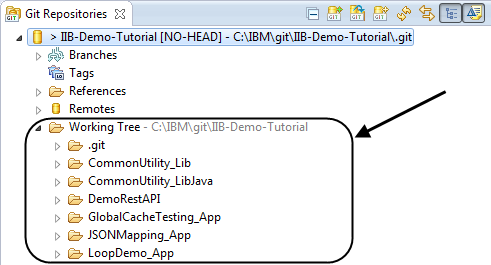 Git Repositories
> IIB-Demo-Tutorial [NO-HEAD] - C:\IBM\git\IIB-Demo-Tutorial\.git
Branches
Tags
References
Remotes
Working Tree - C:\IBM\git\IIB-Demo-Tutorial
.git
CommonUtility_Lib
CommonUtility_LibJava
DemoRestAPI
GlobalCacheTesting_App
JSONMapping_App
LoopDemo_App